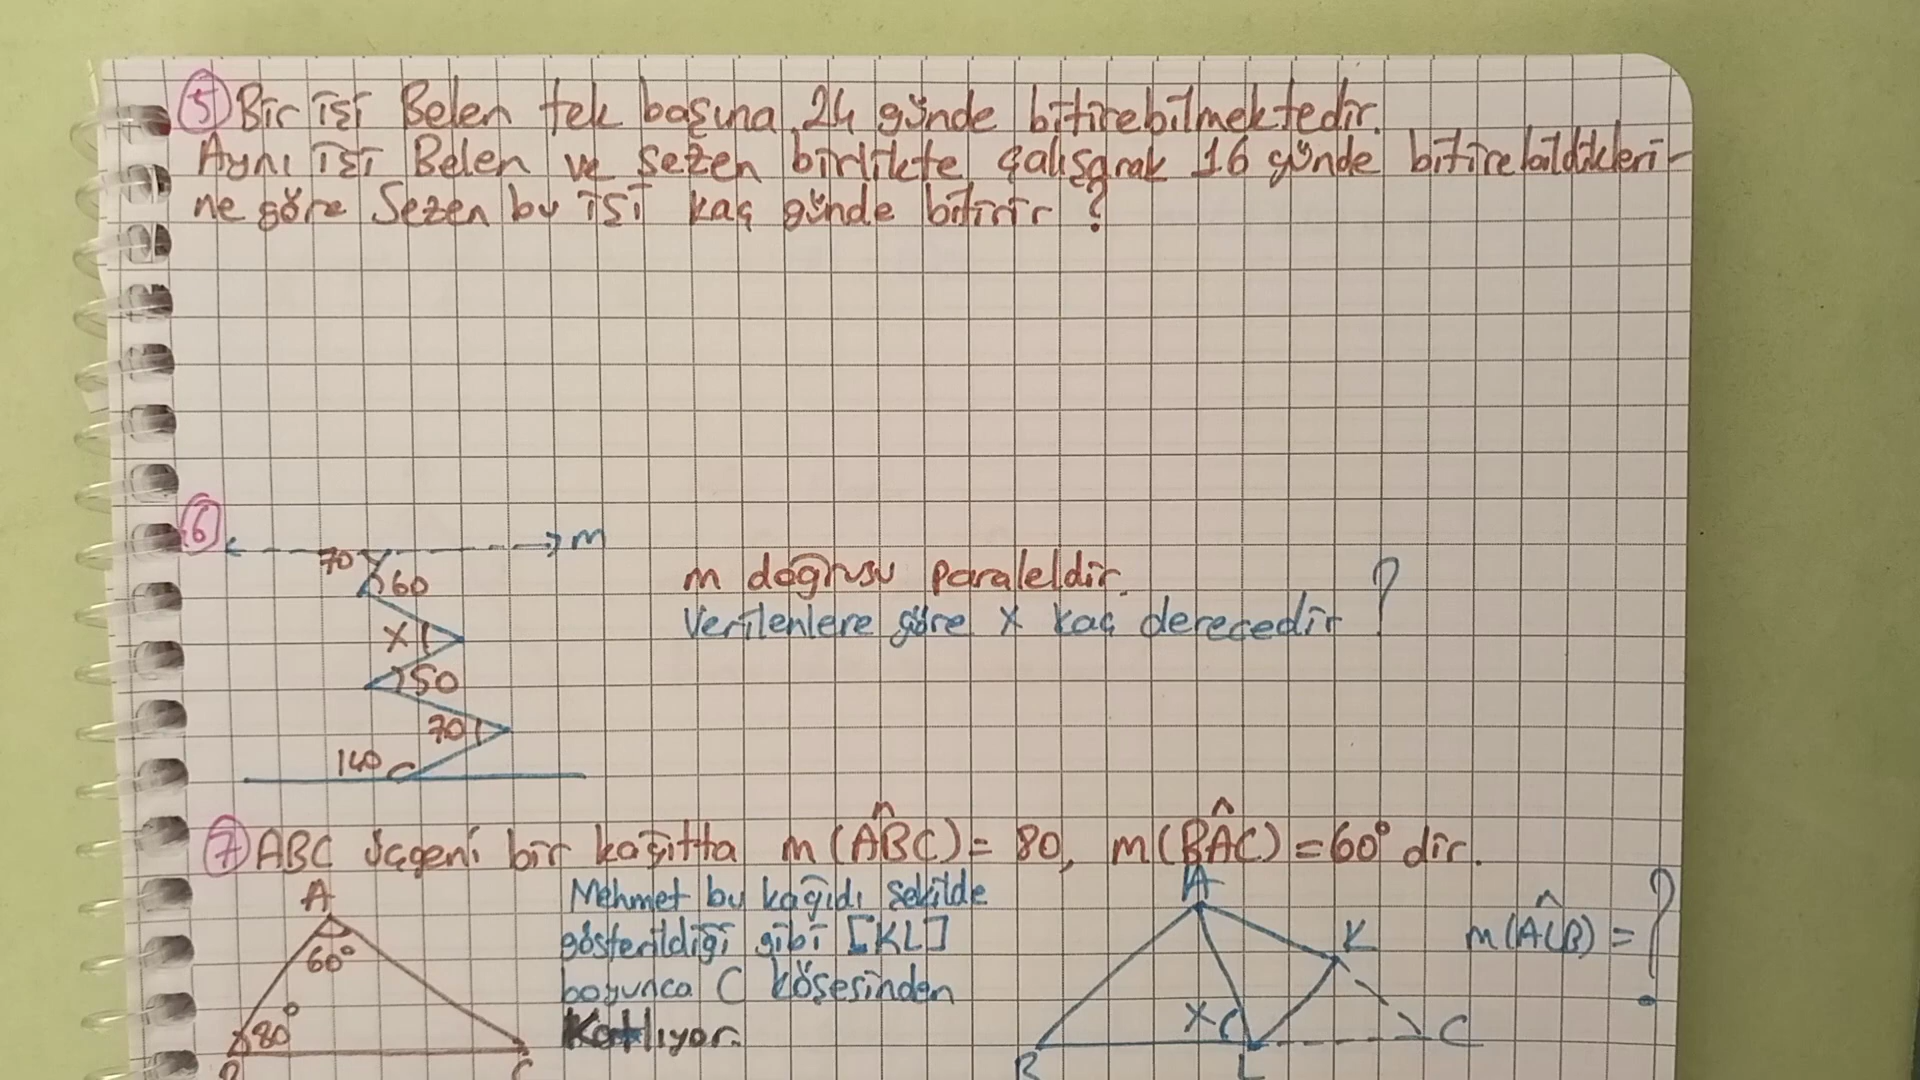 5 Bir işi Belen tek başına 24 günde bitirebilmektedir.
Aynı işi Belen ve Sezen birlikte çalışarak 16 günde bitirebildikleri-
ne göre Sezen bu işi kaç günde bitirir ?
6
m
70
60
X
50
70
140
m doğrusu paraleldir.
Verilenlere göre x kaç derecedir ?
7 ABC üçgeni bir kağıtta m(ABC) = 80, m(BAC) = 60° dir.
A
60°
80°
B
C
Mehmet bu kağıdı şekilde
gösterildiği gibi [KL]
boyunca C köşesinden
Katlıyor.
A
K
X
C
B
L
m(ALB) = ?